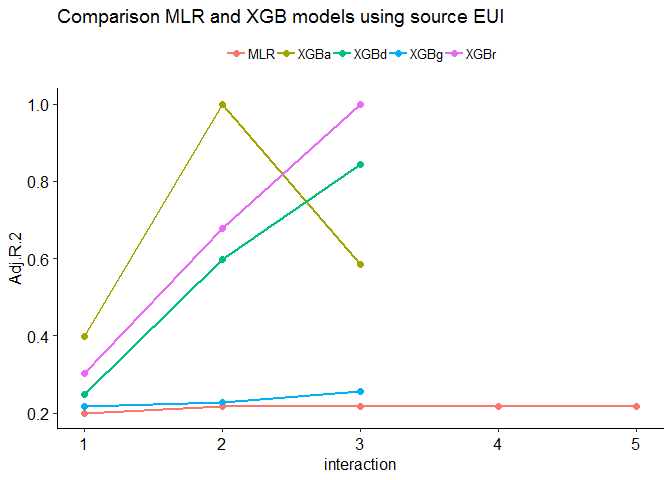 Comparison MLR and XGB models using source EUI
MLR XGBa XGBd XGBg XGBr
1.0
0.8
0.6
0.4
0.2
Adj.R.2
1 2 3 4 5
interaction